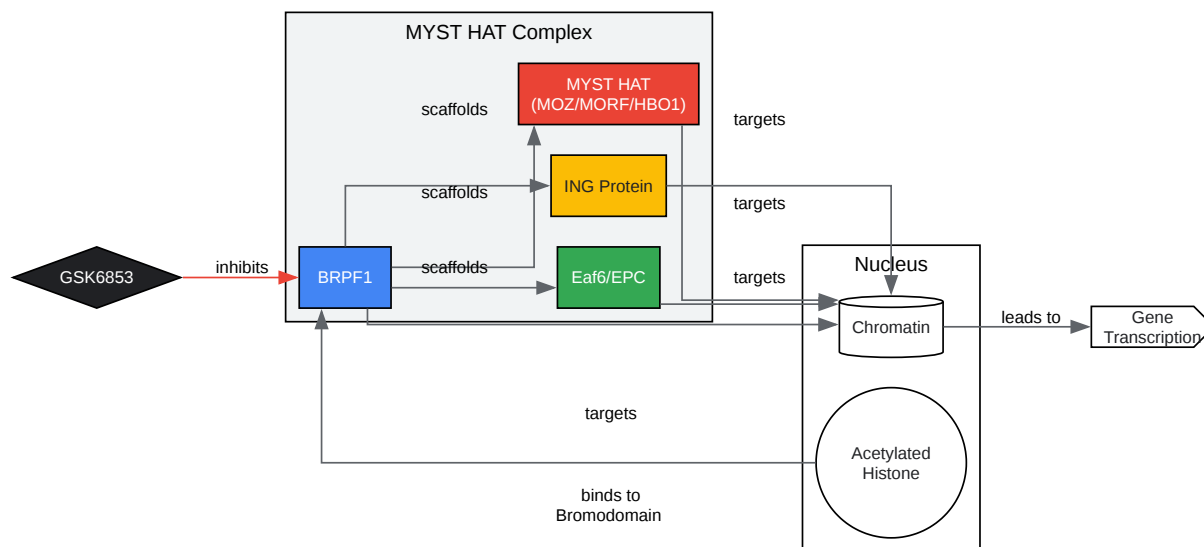 MYST HAT Complex
MYST HAT
(MOZ/MORF/HBO1)
scaffolds
targets
ING Protein
scaffolds
targets
GSK6853
inhibits
BRPF1
scaffolds
Eaf6/EPC
targets
Nucleus
Chromatin
leads to
Gene
Transcription
targets
Acetylated
Histone
binds to
Bromodomain